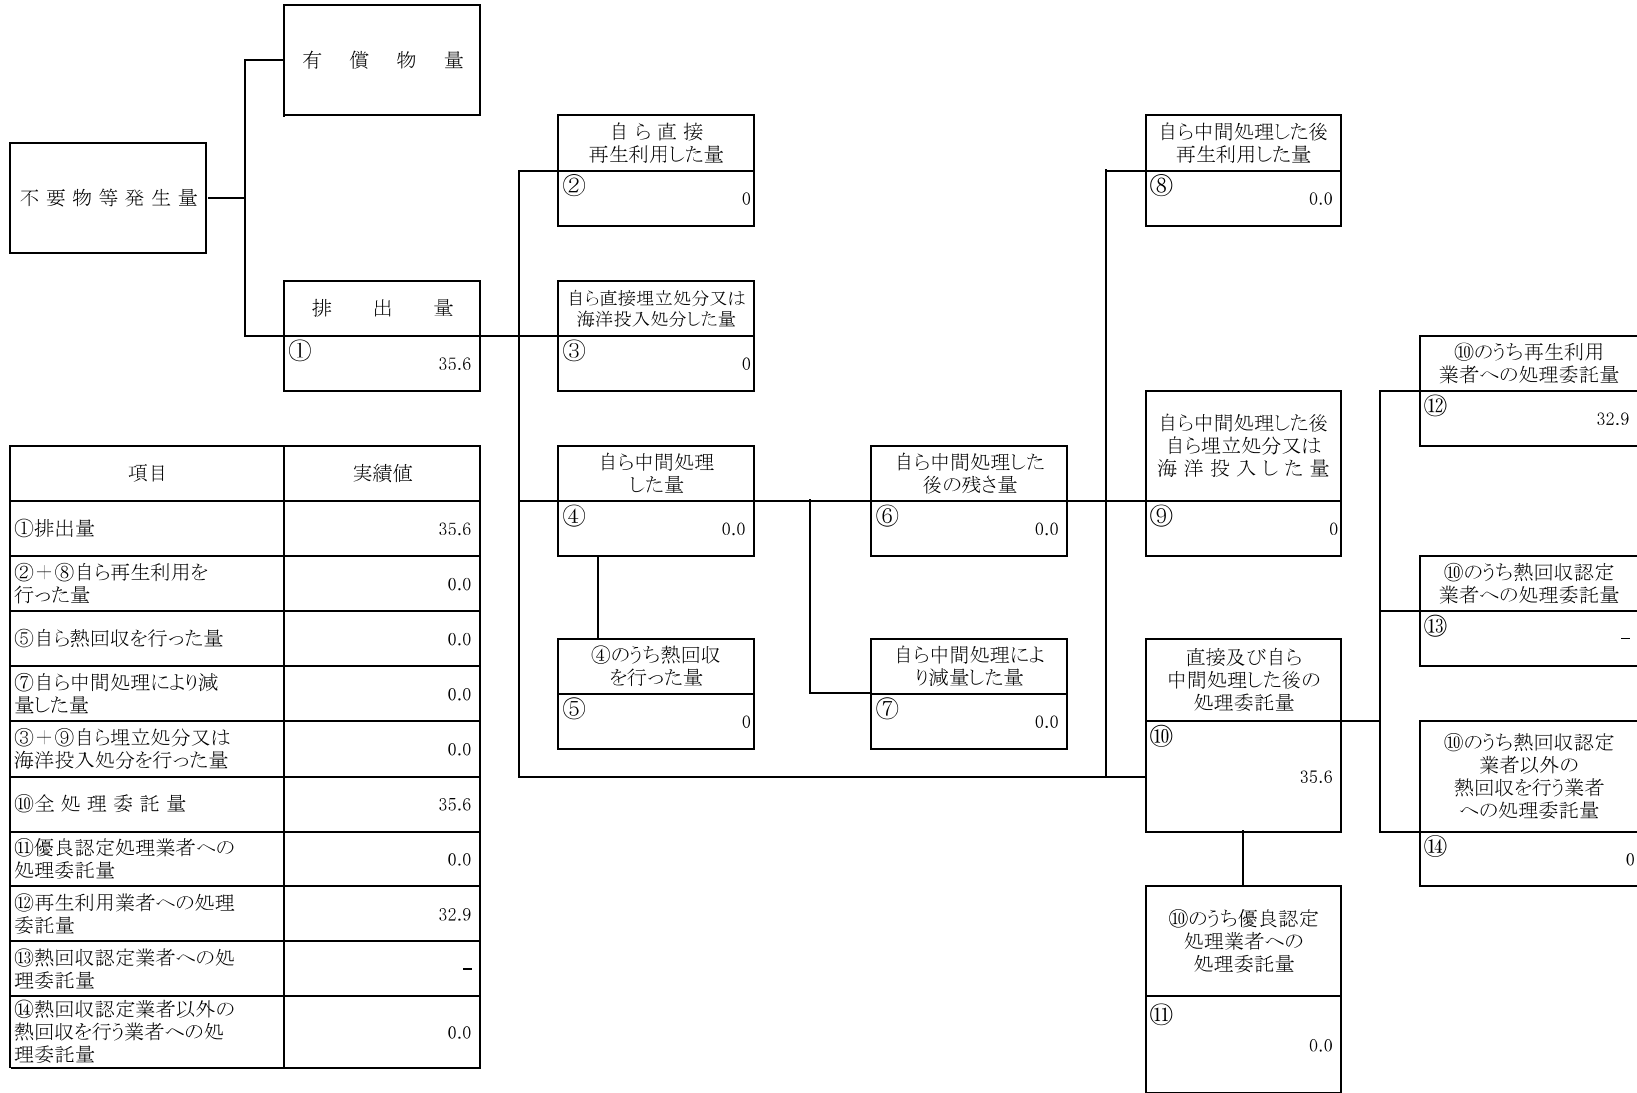 有償物量
不要物等発生量
排出量
①
35.6
自ら直接
再生利用した量
②
0
自ら直接埋立処分又は
海洋投入処分した量
③
0
自ら中間処理
した量
④
0.0
④のうち熱回収
を行った量
⑤
0
自ら中間処理した
後の残さ量
⑥
0.0
自ら中間処理によ
り減量した量
⑦
0.0
自ら中間処理した後
再生利用した量
⑧
0.0
自ら中間処理した後
自ら埋立処分又は
海洋投入した量
⑨
0
直接及び自ら
中間処理した後の
処理委託量
⑩
35.6
⑩のうち優良認定
処理業者への
処理委託量
⑪
0.0
⑩のうち再生利用
業者への処理委託量
⑫
32.9
⑩のうち熱回収認定
業者への処理委託量
⑬
–
⑩のうち熱回収認定
業者以外の
熱回収を行う業者
への処理委託量
⑭
0
項目 実績値
①排出量 35.6
②＋⑧自ら再生利用を
行った量 0.0
⑤自ら熱回収を行った量 0.0
⑦自ら中間処理により減
量した量 0.0
③＋⑨自ら埋立処分又は
海洋投入処分を行った量 0.0
⑩全処理委託量 35.6
⑪優良認定処理業者への
処理委託量 0.0
⑫再生利用業者への処理
委託量 32.9
⑬熱回収認定業者への処
理委託量 –
⑭熱回収認定業者以外の
熱回収を行う業者への処
理委託量 0.0